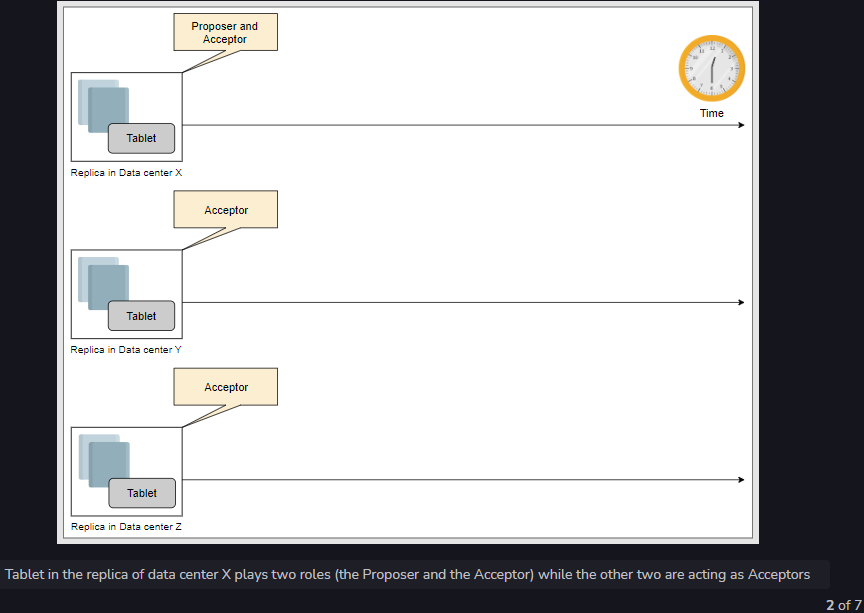 Proposer and
Acceptor
Time
Tablet
Replica in Data center X
Acceptor
Tablet
Replica in Data center Y
Acceptor
Tablet
Replica in Data center Z
Tablet in the replica of data center X plays two roles (the Proposer and the Acceptor) while the other two are acting as Acceptors
2 of 7